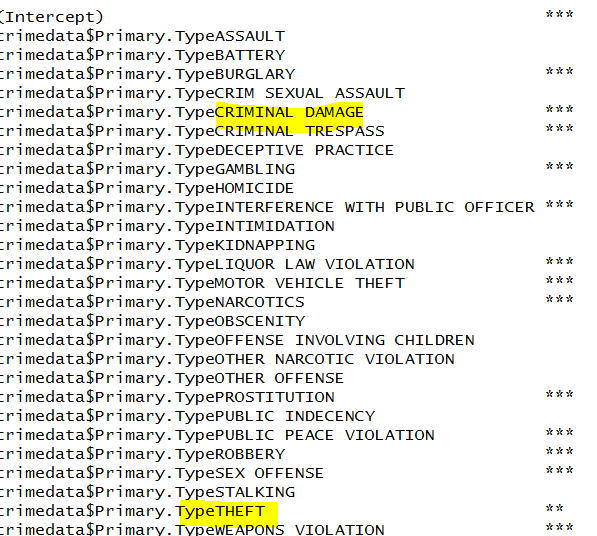 (Intercept) ***
crimedata$Primary.TypeASSAULT
crimedata$Primary.TypeBATTERY
crimedata$Primary.TypeBURGLARY ***
crimedata$Primary.TypeCRIM SEXUAL ASSAULT
crimedata$Primary.TypeCRIMINAL DAMAGE ***
crimedata$Primary.TypeCRIMINAL TRESPASS ***
crimedata$Primary.TypeDECEPTIVE PRACTICE
crimedata$Primary.TypeGAMBLING ***
crimedata$Primary.TypeHOMICIDE
crimedata$Primary.TypeINTERFERENCE WITH PUBLIC OFFICER ***
crimedata$Primary.TypeINTIMIDATION
crimedata$Primary.TypeKIDNAPPING
crimedata$Primary.TypeLIQUOR LAW VIOLATION ***
crimedata$Primary.TypeMOTOR VEHICLE THEFT ***
crimedata$Primary.TypeNARCOTICS ***
crimedata$Primary.TypeOBSCENITY
crimedata$Primary.TypeOFFENSE INVOLVING CHILDREN
crimedata$Primary.TypeOTHER NARCOTIC VIOLATION
crimedata$Primary.TypeOTHER OFFENSE
crimedata$Primary.TypePROSTITUTION ***
crimedata$Primary.TypePUBLIC INDECENCY
crimedata$Primary.TypePUBLIC PEACE VIOLATION ***
crimedata$Primary.TypeROBBERY ***
crimedata$Primary.TypeSEX OFFENSE ***
crimedata$Primary.TypeSTALKING
crimedata$Primary.TypeTHEFT **
crimedata$Primary.TypeWEAPONS VIOLATION ***